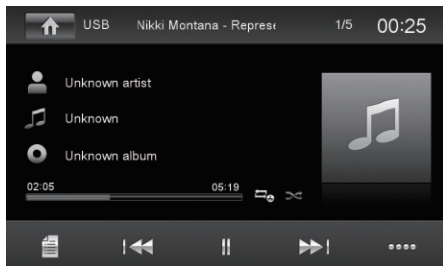 USB Nikki Montana - Represe 1/5 00:25
Unknown artist
Unknown
Unknown album
02:05 05:19